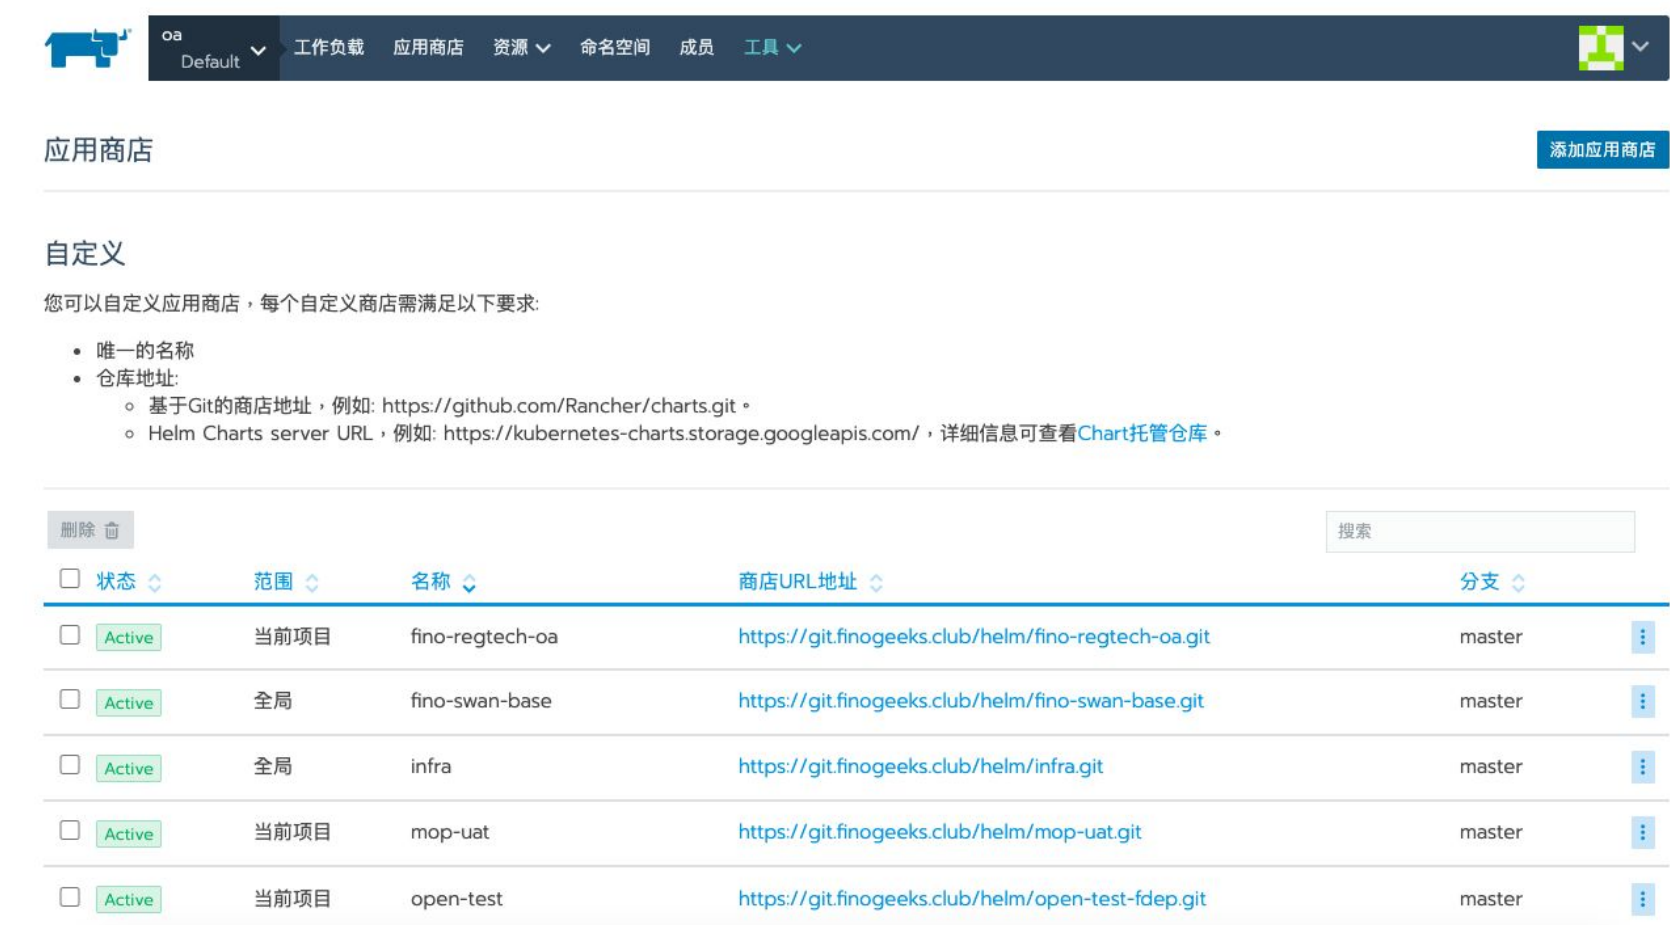 oa
Default
工作负载 应用商店 资源 命名空间 成员 工具
应用商店
添加应用商店
自定义
您可以自定义应用商店，每个自定义商店需满足以下要求:
• 唯一的名称
• 仓库地址:
◦ 基于Git的商店地址，例如: https://github.com/Rancher/charts.git。
◦ Helm Charts server URL，例如: https://kubernetes-charts.storage.googleapis.com/，详细信息可查看Chart托管仓库。
删除
搜索
状态 范围 名称 商店URL地址 分支
Active 当前项目 fino-regtech-oa https://git.finogeeks.club/helm/fino-regtech-oa.git master
Active 全局 fino-swan-base https://git.finogeeks.club/helm/fino-swan-base.git master
Active 全局 infra https://git.finogeeks.club/helm/infra.git master
Active 当前项目 mop-uat https://git.finogeeks.club/helm/mop-uat.git master
Active 当前项目 open-test https://git.finogeeks.club/helm/open-test-fdep.git master